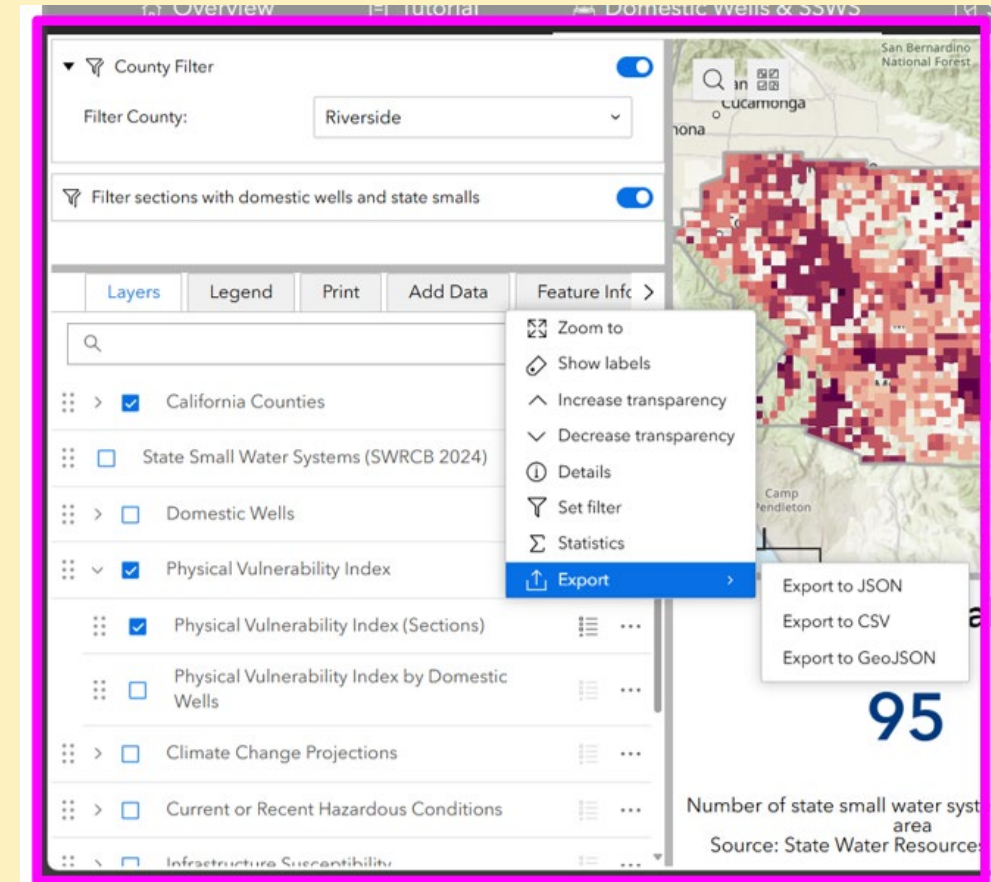 Overview
Tutorial
Domestic Wells & SSWS
County Filter
Filter County:
Riverside
Filter sections with domestic wells and state smalls
Layers
Legend
Print
Add Data
Feature Info
California Counties
State Small Water Systems (SWRCB 2024)
Domestic Wells
Physical Vulnerability Index
Physical Vulnerability Index (Sections)
Physical Vulnerability Index by Domestic
Wells
Climate Change Projections
Current or Recent Hazardous Conditions
Infrastructure Susceptibility
Zoom to
Show labels
Increase transparency
Decrease transparency
Details
Set filter
Statistics
Export
Export to JSON
Export to CSV
Export to GeoJSON
San Bernardino
National Forest
Cucamonga
Camp
Pendleton
95
Number of state small water syst
area
Source: State Water Resources